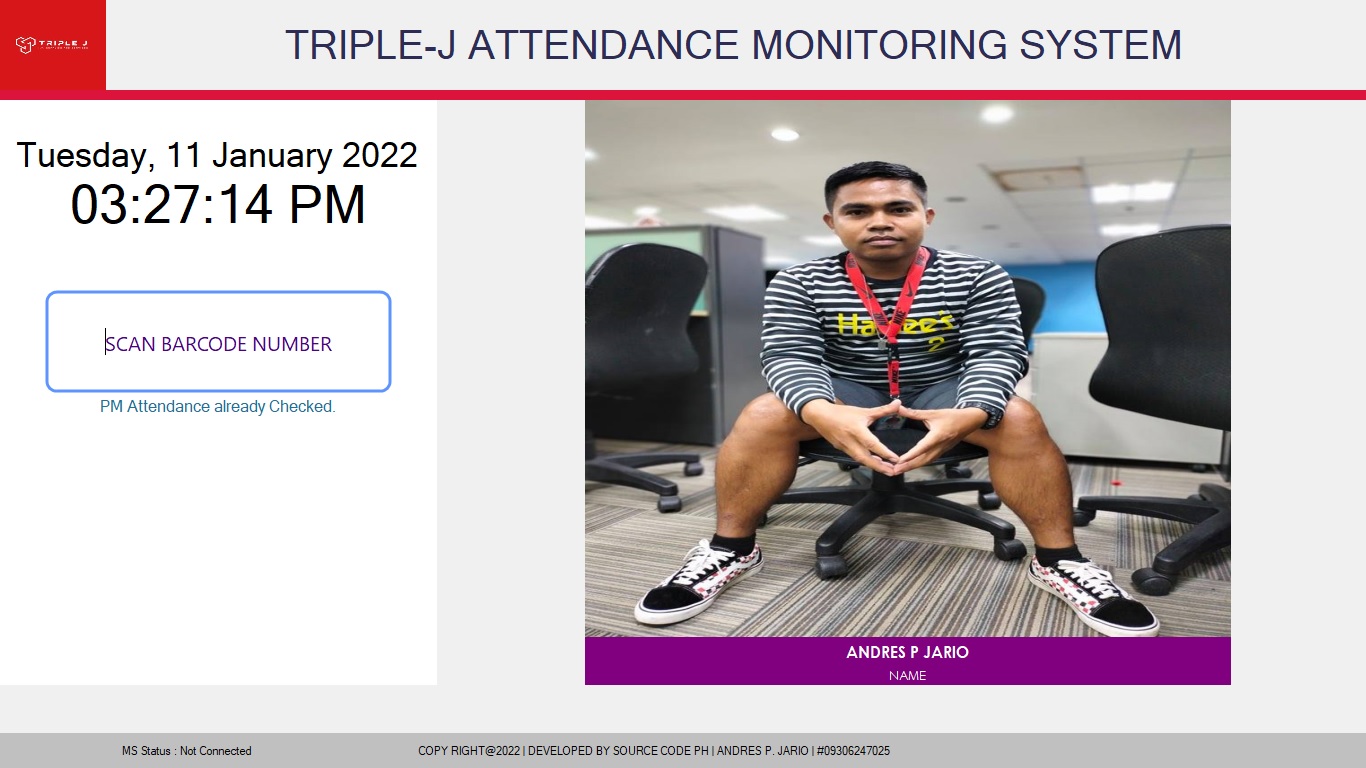 TRIPLE J
TRIPLE-J ATTENDANCE MONITORING SYSTEM
Tuesday, 11 January 2022
03:27:14 PM
SCAN BARCODE NUMBER
PM Attendance already Checked.
NIKE
2
ANDRES P JARIO
NAME
MS Status : Not Connected
COPY RIGHT@2022 | DEVELOPED BY SOURCE CODE PH | ANDRES P. JARIO | #09306247025